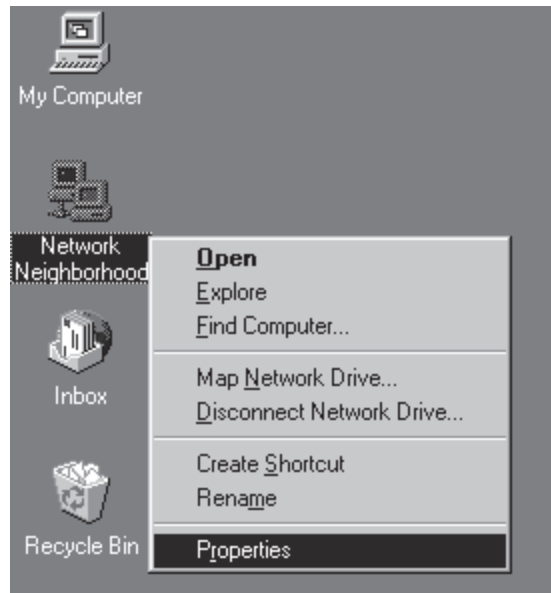 My Computer
Network
Neighborhood
Open
Explore
Find Computer...
Map Network Drive...
Disconnect Network Drive...
Create Shortcut
Rename
Properties
Inbox
Recycle Bin